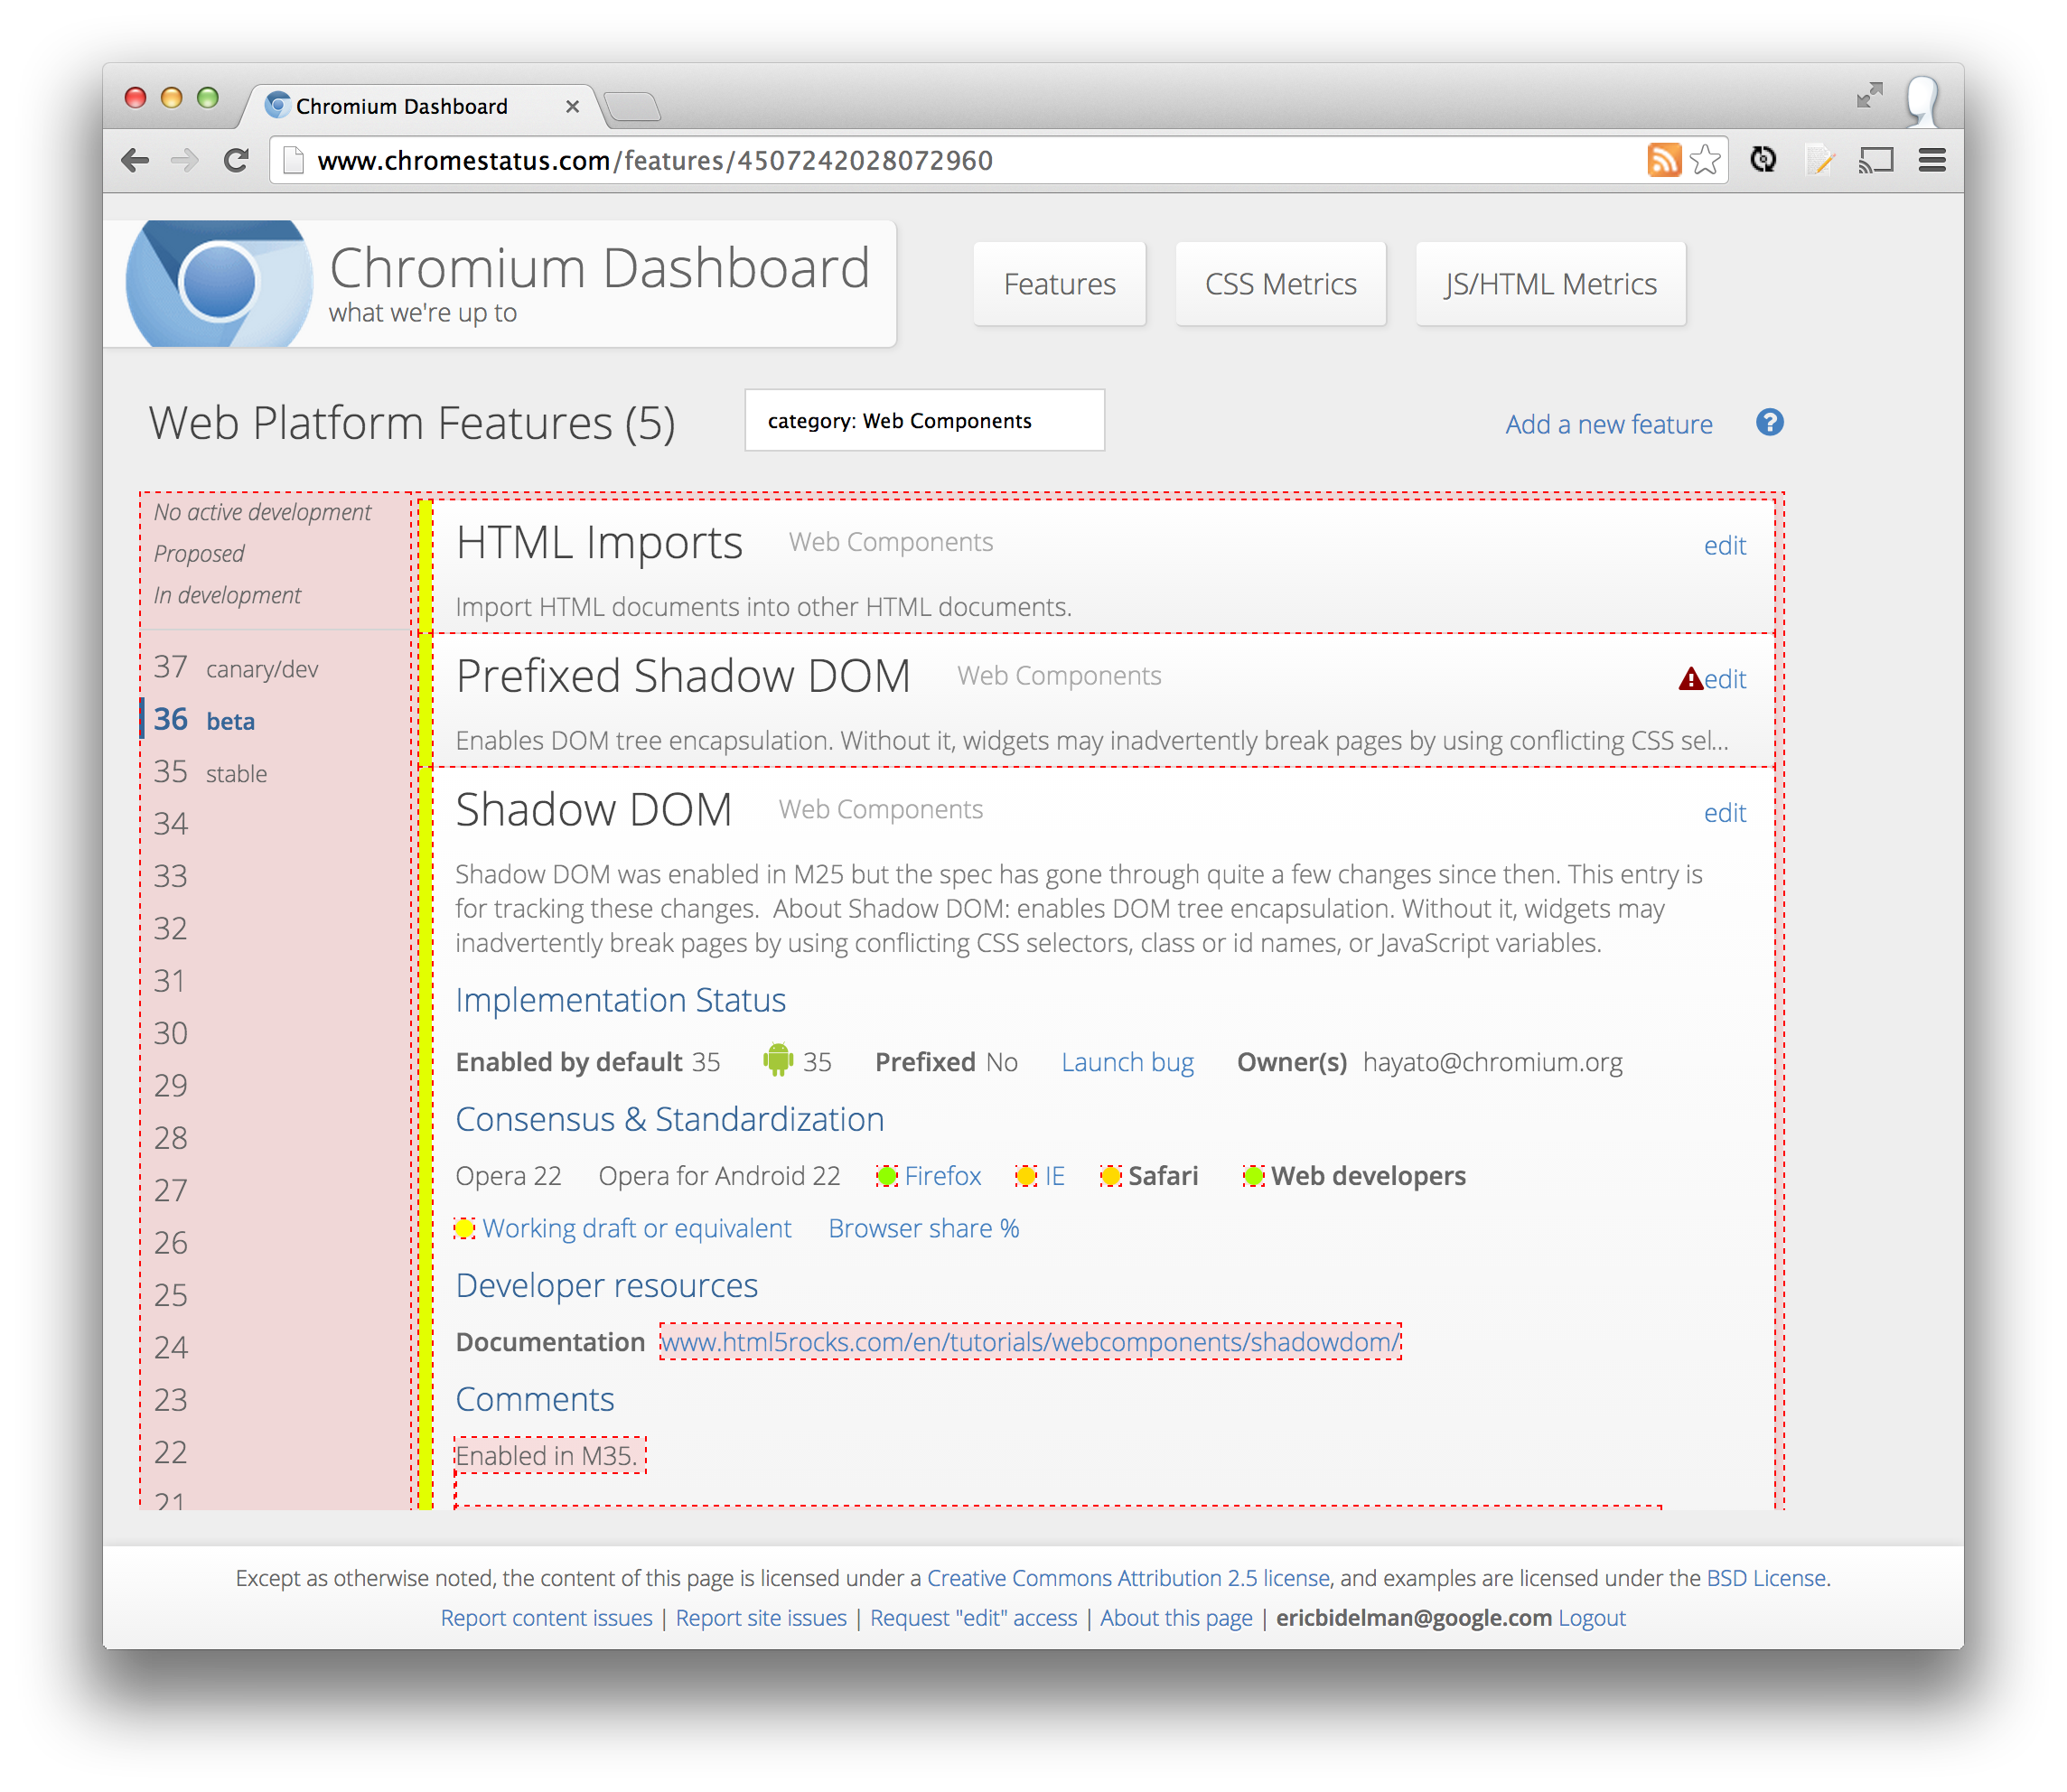 Chromium Dashboard
www.chromestatus.com/features/4507242028072960
Chromium Dashboard
what we're up to
Features
CSS Metrics
JS/HTML Metrics
Web Platform Features (5)
category: Web Components
Add a new feature
?
No active development
Proposed
In development
37 canary/dev
36 beta
35 stable
34
33
32
31
30
29
28
27
26
25
24
23
22
21
HTML Imports Web Components edit
Import HTML documents into other HTML documents.
Prefixed Shadow DOM Web Components edit
Enables DOM tree encapsulation. Without it, widgets may inadvertently break pages by using conflicting CSS sel...
Shadow DOM Web Components edit
Shadow DOM was enabled in M25 but the spec has gone through quite a few changes since then. This entry is
for tracking these changes. About Shadow DOM: enables DOM tree encapsulation. Without it, widgets may
inadvertently break pages by using conflicting CSS selectors, class or id names, or JavaScript variables.
Implementation Status
Enabled by default 35 35 Prefixed No Launch bug Owner(s) hayato@chromium.org
Consensus & Standardization
Opera 22 Opera for Android 22 Firefox IE Safari Web developers
Working draft or equivalent Browser share %
Developer resources
Documentation www.html5rocks.com/en/tutorials/webcomponents/shadowdom/
Comments
Enabled in M35.
Except as otherwise noted, the content of this page is licensed under a Creative Commons Attribution 2.5 license, and examples are licensed under the BSD License.
Report content issues | Report site issues | Request "edit" access | About this page | ericbidelman@google.com Logout